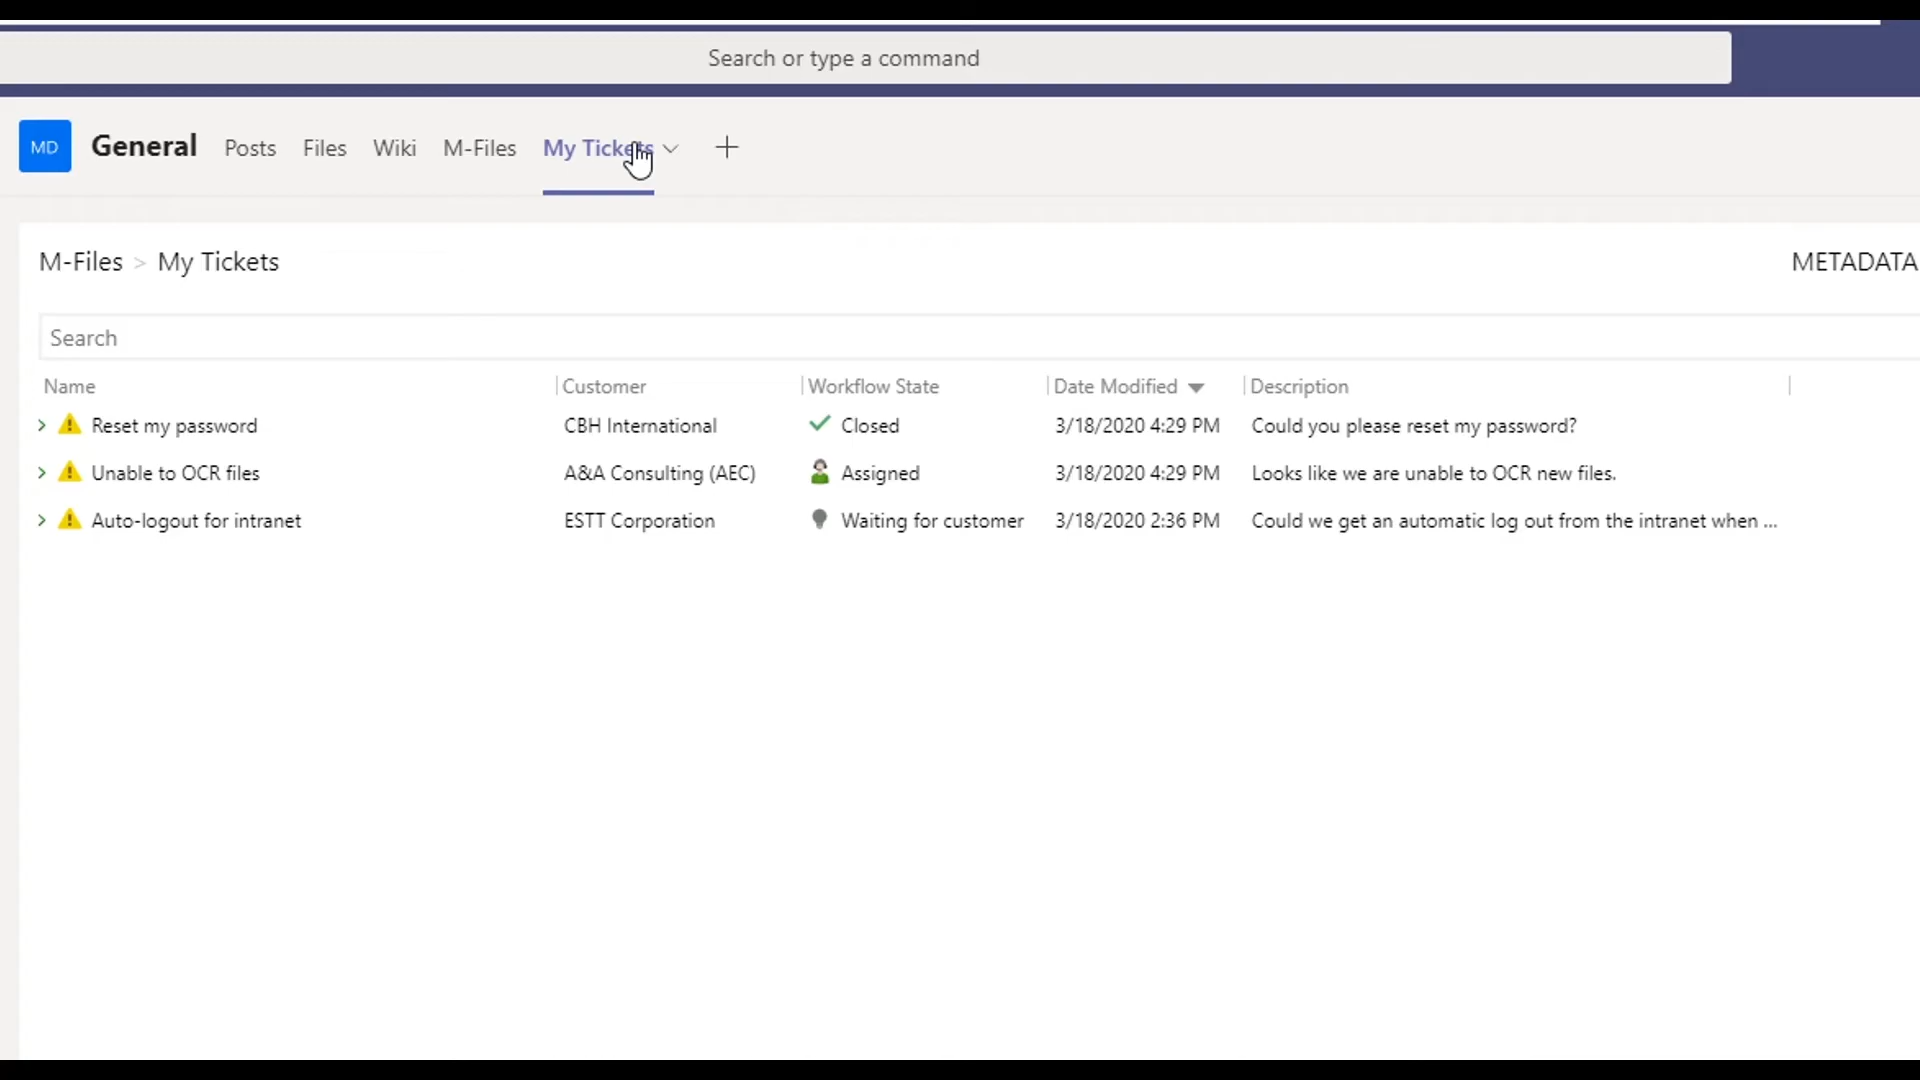 Search or type a command
MD General Posts Files Wiki M-Files My Tickets
M-Files > My Tickets METADATA
Search
Name Customer Workflow State Date Modified Description
Reset my password CBH International Closed 3/18/2020 4:29 PM Could you please reset my password?
Unable to OCR files A&A Consulting (AEC) Assigned 3/18/2020 4:29 PM Looks like we are unable to OCR new files.
Auto-logout for intranet ESTT Corporation Waiting for customer 3/18/2020 2:36 PM Could we get an automatic log out from the intranet when ...